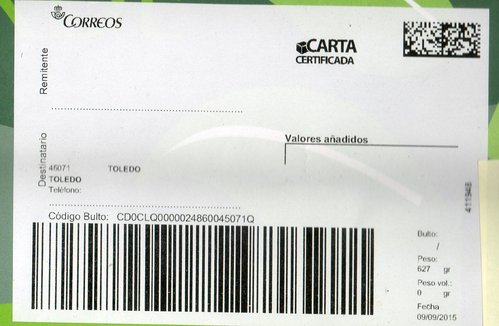 CORREOS
Remitente
CARTA
CERTIFICADA
Destinatario
Valores añadidos
45071 TOLEDO
TOLEDO
Teléfono:
Código Bulto: CD0CLQ0000024860045071Q
Bulto:
/
Peso:
627 gr
Peso vol.:
0 gr
Fecha
09/09/2015